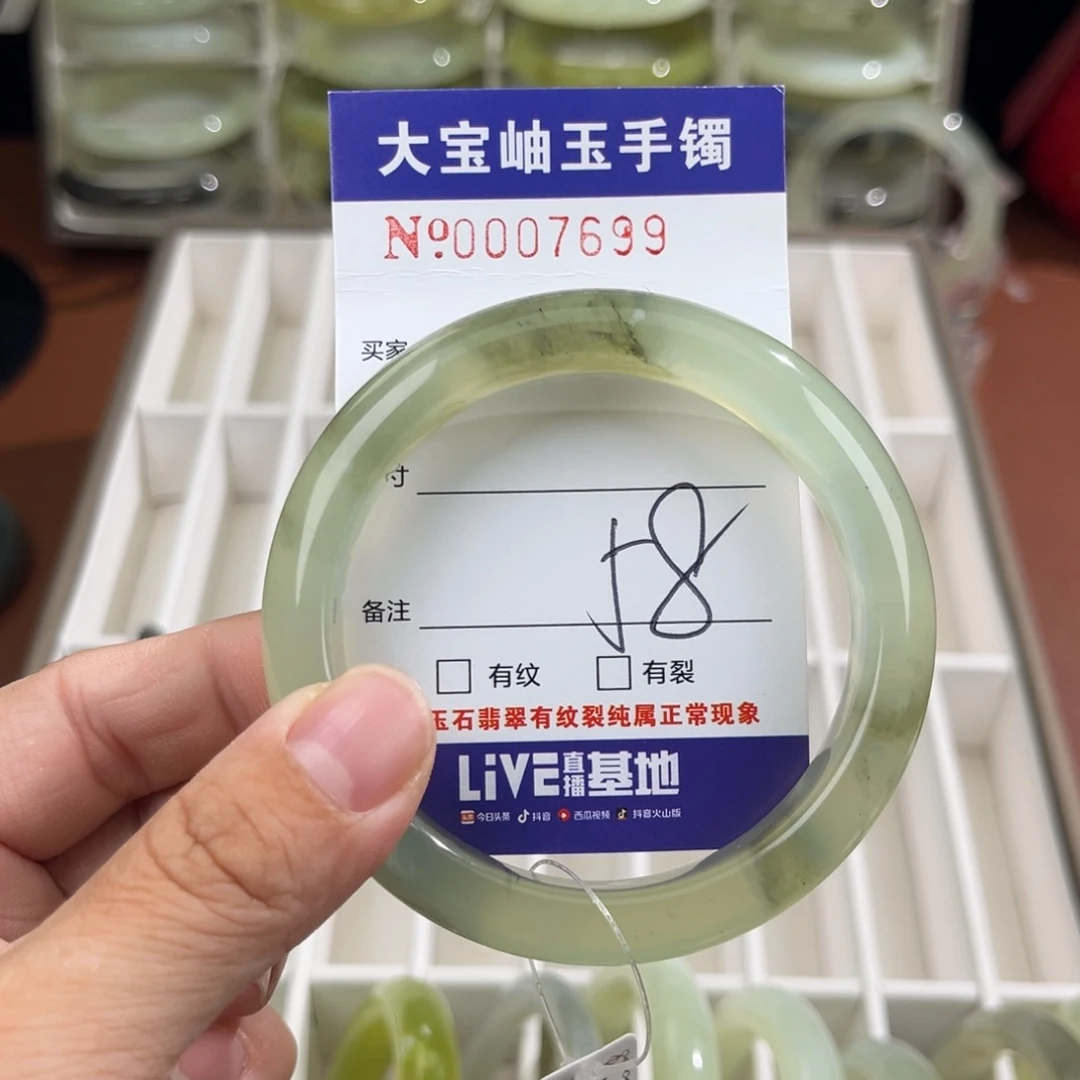 大宝岫玉手镯
№0007699
买家
寸
58
备注
□ 有纹 □ 有裂
玉石翡翠有纹裂纯属正常现象
LiVE直播基地
头条 今日头条 抖音 西瓜视频 抖音火山版